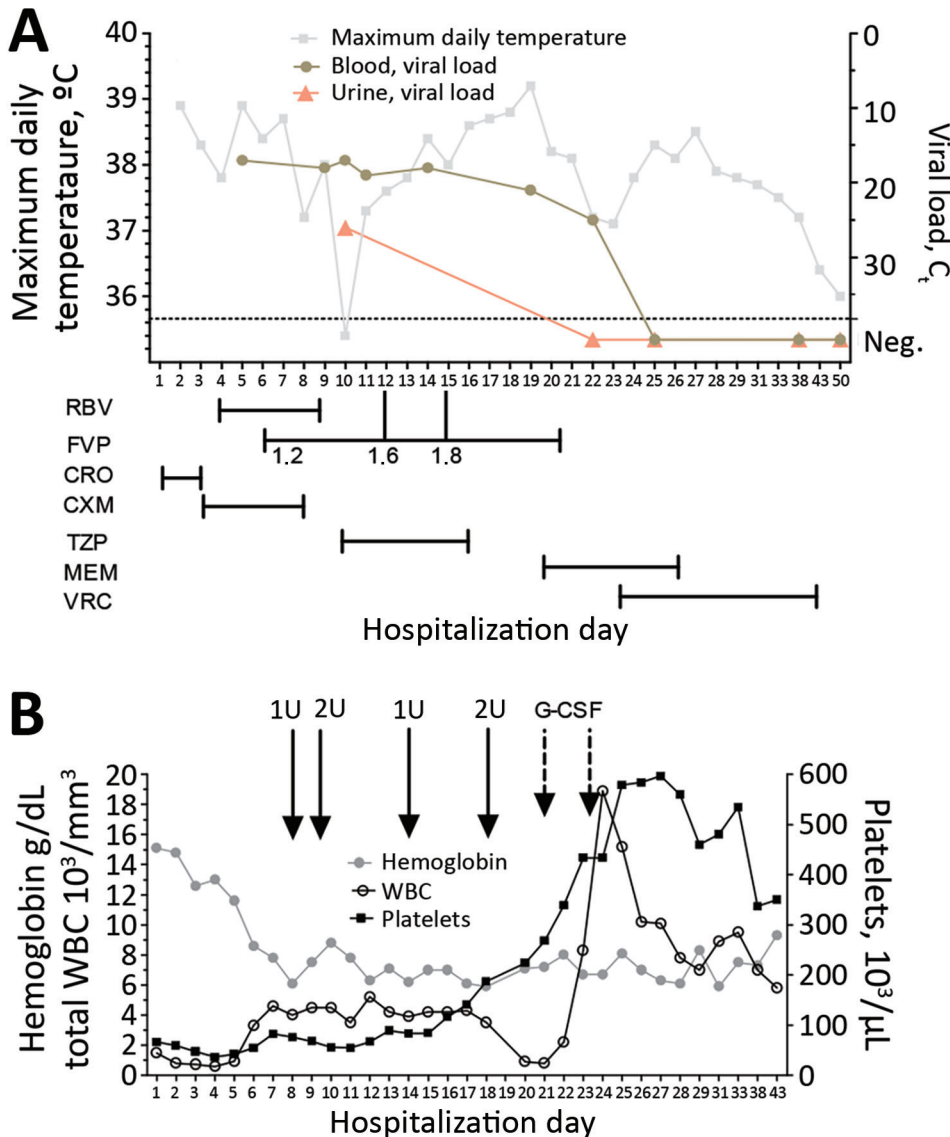 A
Maximum daily temperataure, ºC
40
39
38
37
36
Maximum daily temperature
Blood, viral load
Urine, viral load
0
10
20
30
Neg.
Viral load, Ct
1 2 3 4 5 6 7 8 9 10 11 12 13 14 15 16 17 18 19 20 21 22 23 24 25 26 27 28 29 31 33 38 43 50
RBV
FVP 1.2 1.6 1.8
CRO
CXM
TZP
MEM
VRC
Hospitalization day
B
1U 2U 1U 2U G-CSF
Hemoglobin g/dL
total WBC 10³/mm³
20
18
16
14
12
10
8
6
4
2
0
Hemoglobin
WBC
Platelets
600
500
400
300
200
100
0
Platelets, 10³/µL
1 2 3 4 5 6 7 8 9 10 11 12 13 14 15 16 17 18 19 20 21 22 23 24 25 26 27 28 29 31 33 38 43
Hospitalization day